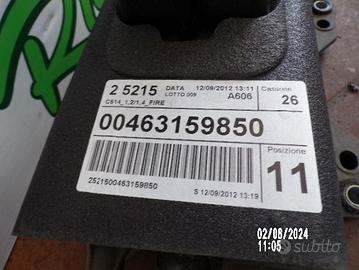 2 5215 DATA 12/09/2012 13:11 Cassone
LOTTO 009 A606 26
C514_1,2/1,4_FIRE
00463159850
Posizione
11
2521500463159850
S 12/09/2012 13:19
02/08/2024
11:05
subito